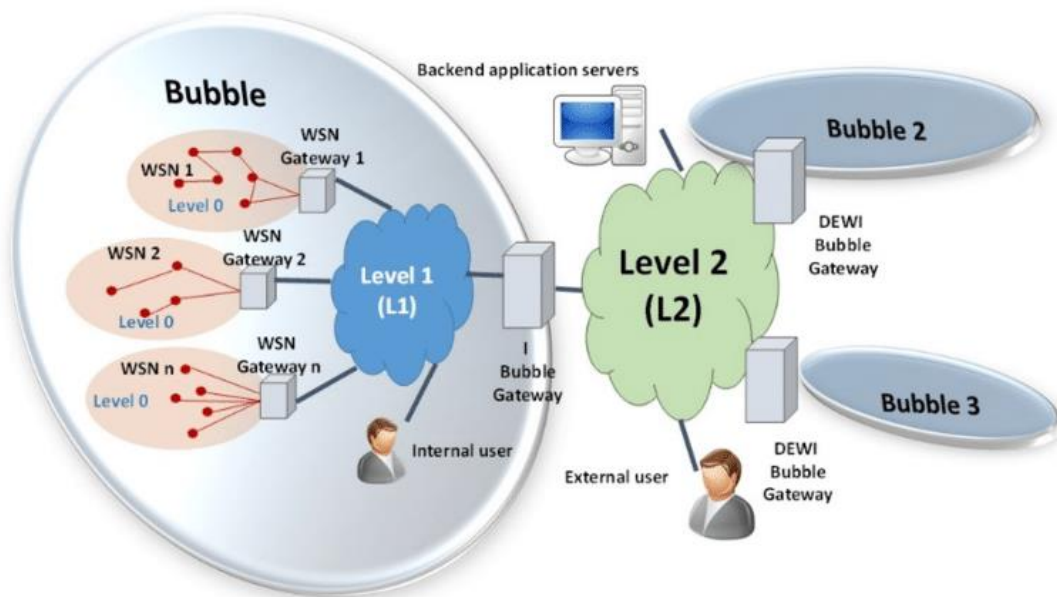 Backend application servers
Bubble
Bubble 2
WSN
Gateway 1
WSN 1
Level 0
DEWI
Bubble
Gateway
WSN 2
WSN
Gateway 2
Level 0
Level 1
(L1)
Level 2
(L2)
WSN n
WSN
Gateway n
Level 0
I
Bubble
Gateway
Bubble 3
Internal user
External user
DEWI
Bubble
Gateway